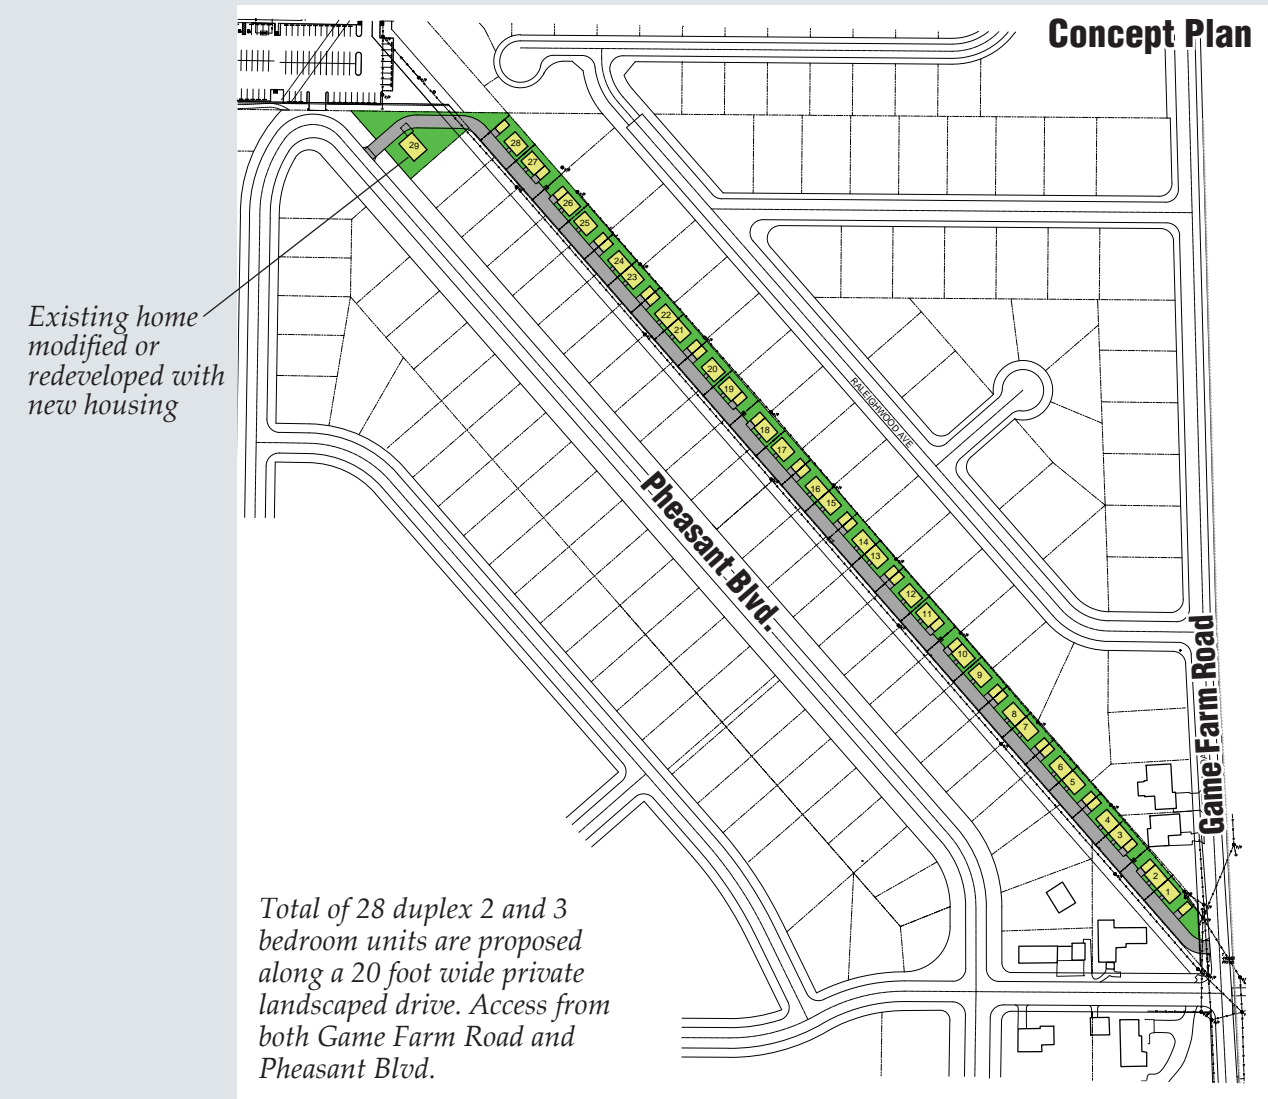 Concept Plan
29
28
27
26
25
24
23
22
21
20
19
18
17
16
15
14
13
12
11
10
9
8
7
6
5
4
3
2
1
Existing home
modified or
redeveloped with
new housing
RALEIGHWOOD AVE
Pheasant Blvd.
Game Farm Road
Total of 28 duplex 2 and 3
bedroom units are proposed
along a 20 foot wide private
landscaped drive. Access from
both Game Farm Road and
Pheasant Blvd.